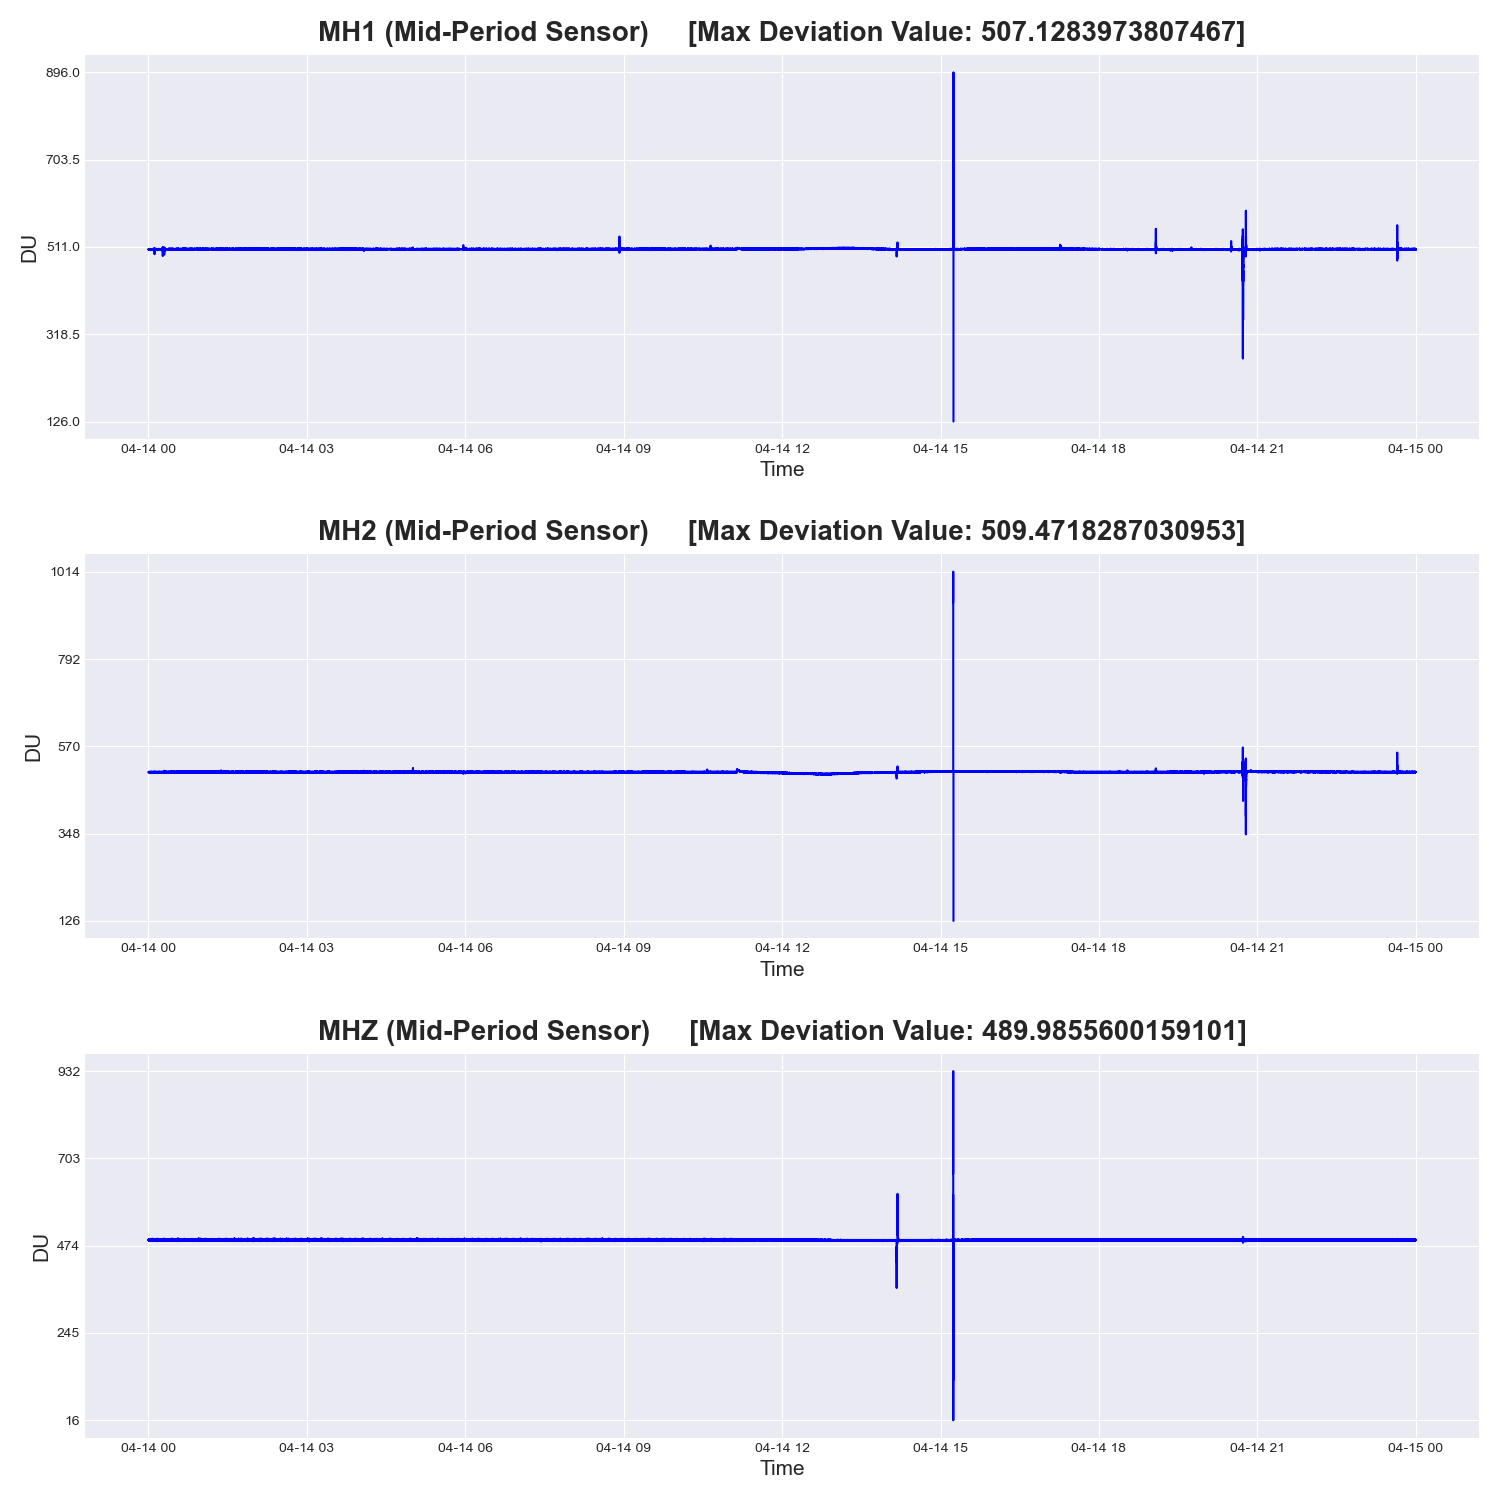 MH1 (Mid-Period Sensor) [Max Deviation Value: 507.1283973807467]
896.0
703.5
511.0
318.5
126.0
DU
04-14 00 04-14 03 04-14 06 04-14 09 04-14 12 04-14 15 04-14 18 04-14 21 04-15 00
Time
MH2 (Mid-Period Sensor) [Max Deviation Value: 509.4718287030953]
1014
792
570
348
126
DU
04-14 00 04-14 03 04-14 06 04-14 09 04-14 12 04-14 15 04-14 18 04-14 21 04-15 00
Time
MHZ (Mid-Period Sensor) [Max Deviation Value: 489.9855600159101]
932
703
474
245
16
DU
04-14 00 04-14 03 04-14 06 04-14 09 04-14 12 04-14 15 04-14 18 04-14 21 04-15 00
Time